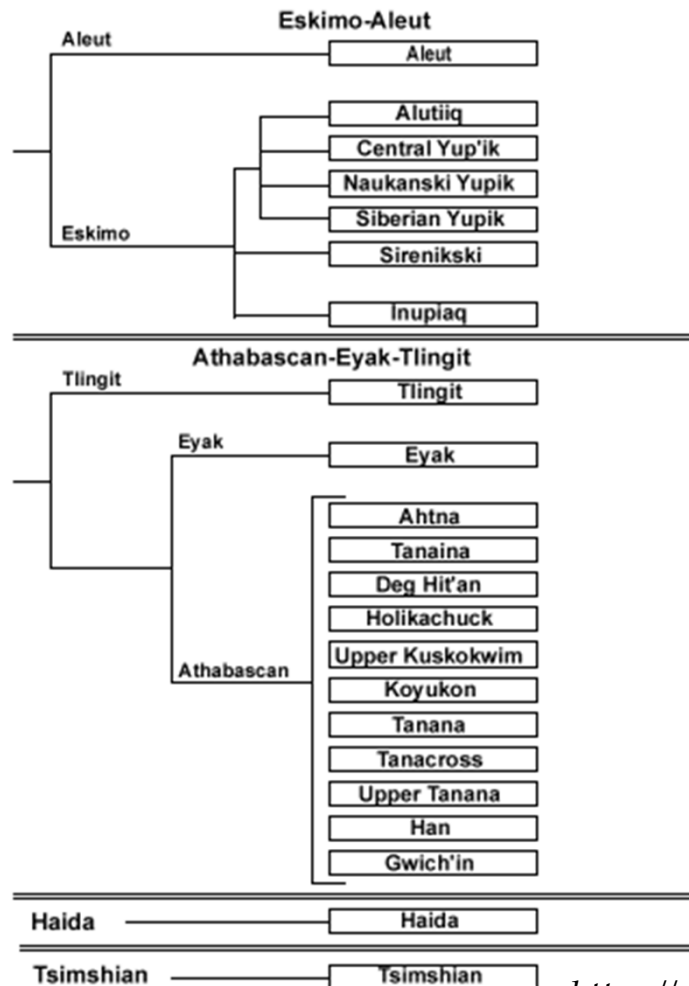 Eskimo-Aleut
Aleut
Aleut
Alutiiq
Central Yup'ik
Naukanski Yupik
Siberian Yupik
Eskimo
Sirenikski
Inupiaq
Athabascan-Eyak-Tlingit
Tlingit
Tlingit
Eyak
Eyak
Ahtna
Tanaina
Deg Hit'an
Holikachuck
Upper Kuskokwim
Athabascan
Koyukon
Tanana
Tanacross
Upper Tanana
Han
Gwich'in
Haida
Haida
Tsimshian
Tsimshian